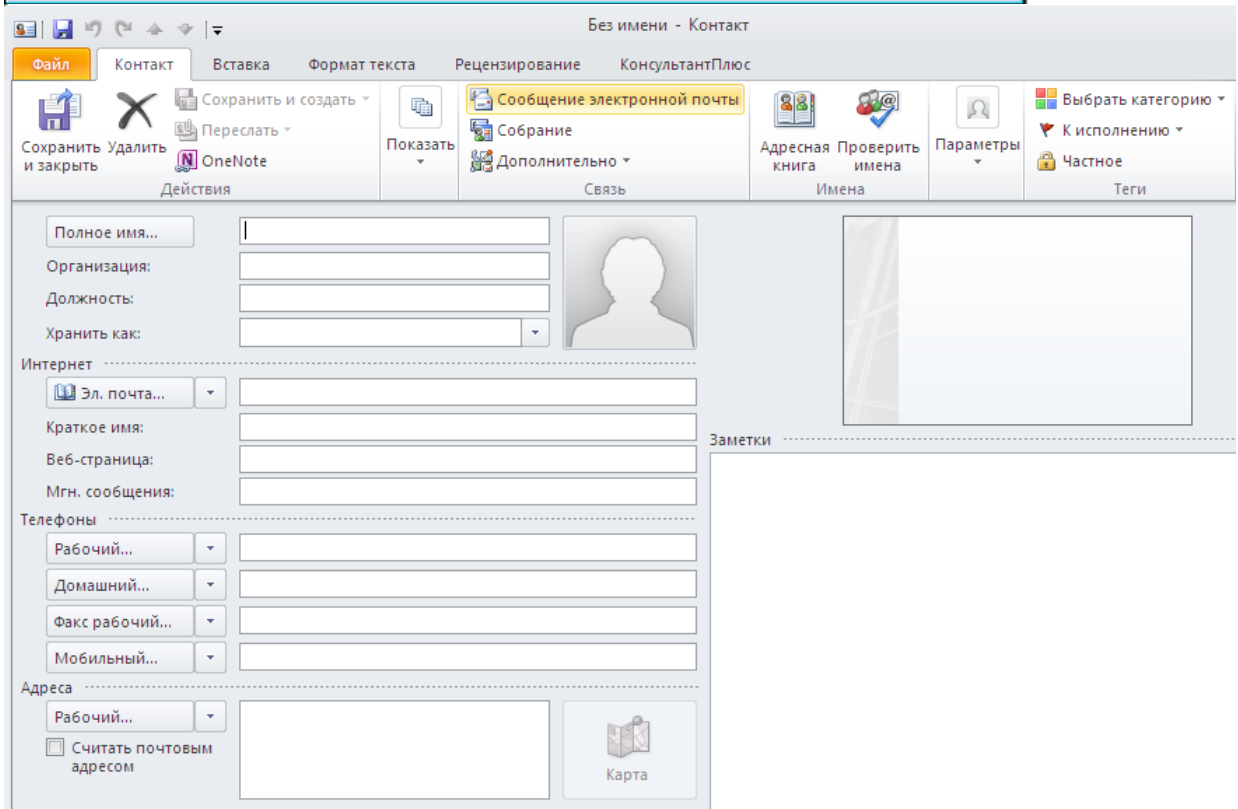 Без имени - Контакт
Файл Контакт Вставка Формат текста Рецензирование КонсультантПлюс
Сохранить и закрыть
Удалить
Сохранить и создать
Переслать
OneNote
Действия
Показать
Сообщение электронной почты
Собрание
Дополнительно
Связь
Адресная книга
Проверить имена
Имена
Параметры
Выбрать категорию
К исполнению
Частное
Теги
Полное имя...
Организация:
Должность:
Хранить как:
Интернет
Эл. почта...
Краткое имя:
Веб-страница:
Мгн. сообщения:
Телефоны
Рабочий...
Домашний...
Факс рабочий...
Мобильный...
Адреса
Рабочий...
Считать почтовым
адресом
Карта
Заметки